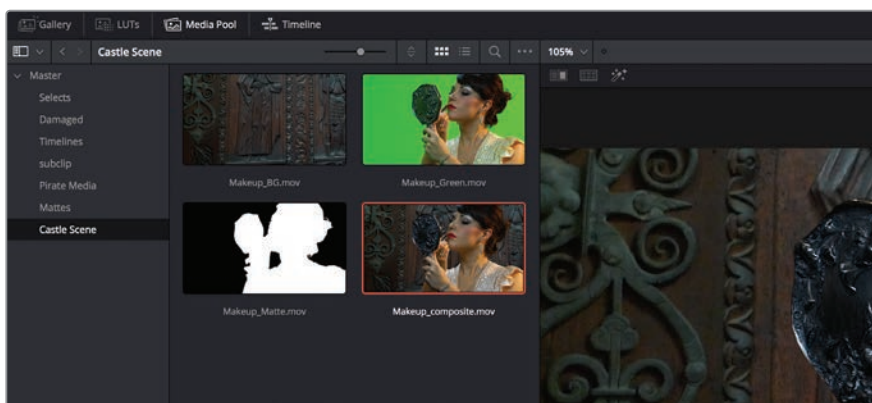 Gallery LUTs Media Pool Timeline
Castle Scene 105%
Master
Selects
Damaged
Timelines
subclip
Pirate Media
Mattes
Castle Scene
Makeup_BG.mov Makeup_Green.mov
Makeup_Matte.mov Makeup_composite.mov